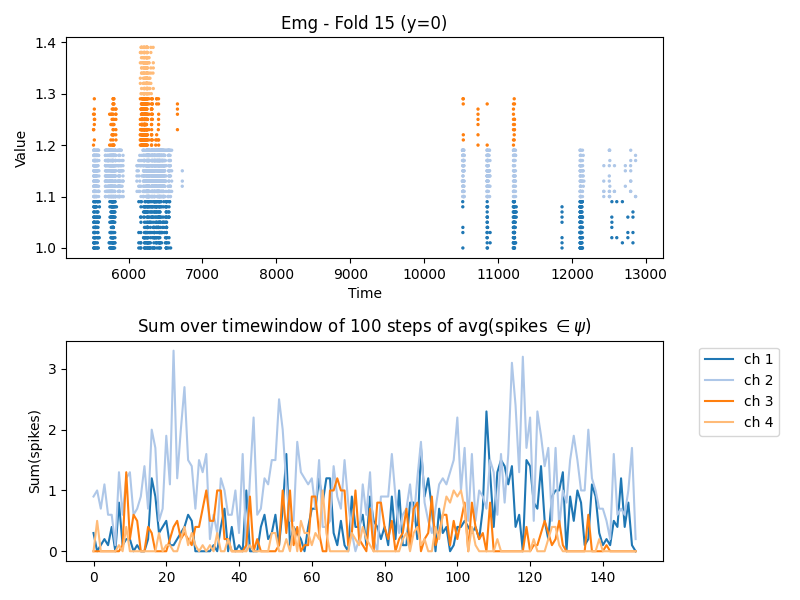 Emg - Fold 15 (y=0)
1.4
1.3
1.2
1.1
1.0
Value
6000 7000 8000 9000 10000 11000 12000 13000
Time
Sum over timewindow of 100 steps of avg(spikes ∈ ψ)
3
2
1
0
Sum(spikes)
0 20 40 60 80 100 120 140
ch 1
ch 2
ch 3
ch 4